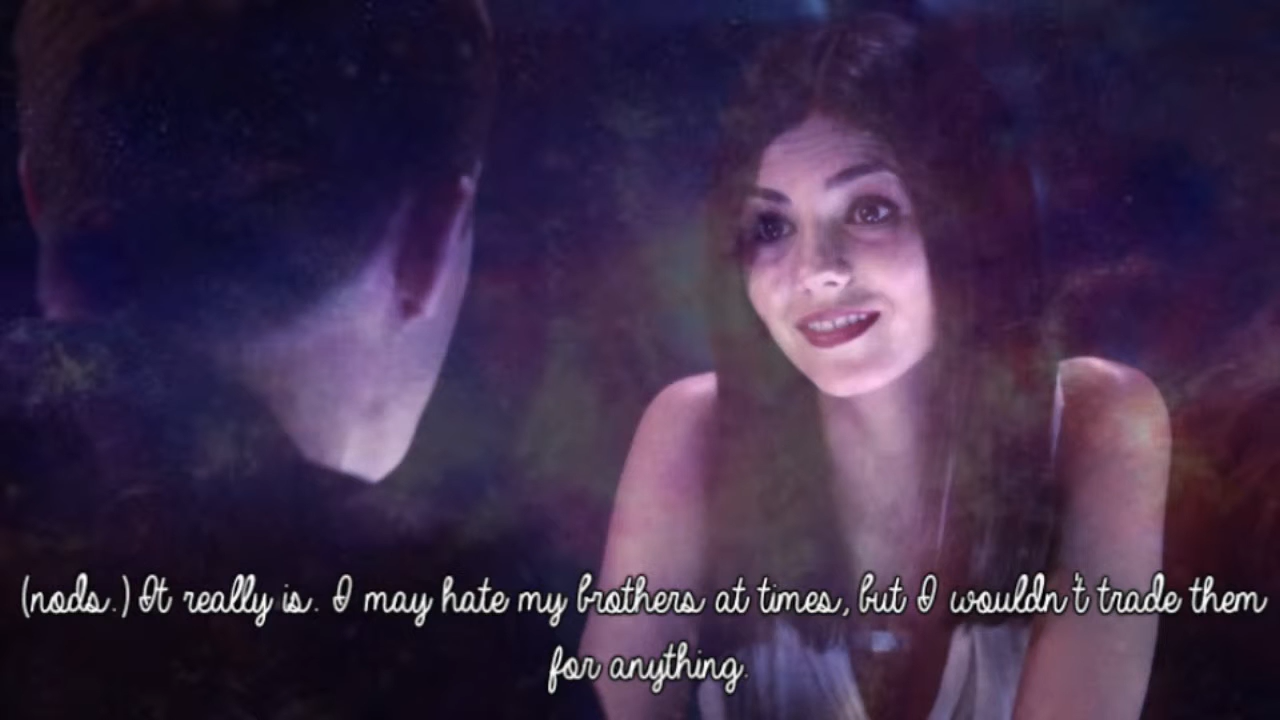 (nods.) It really is. I may hate my brothers at times, but I wouldn't trade them
for anything.